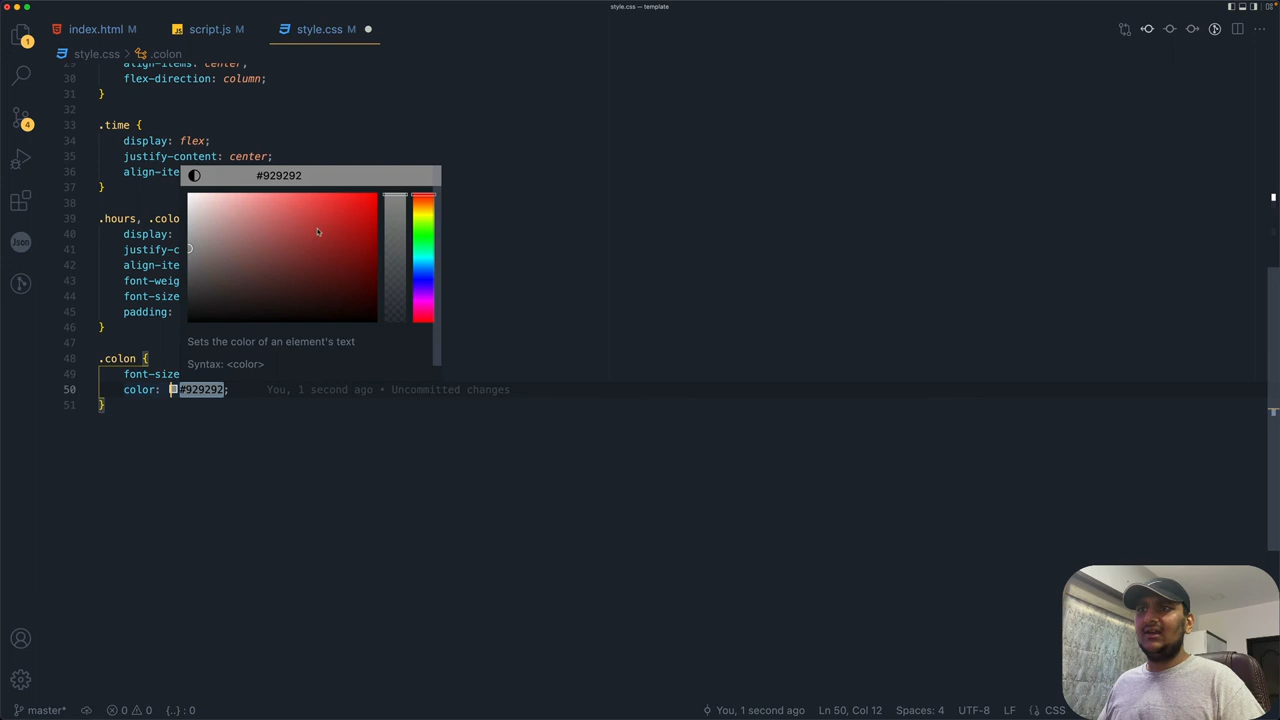 style.css — template
index.html M
script.js M
style.css M
style.css > .colon
1
4
Json
29 align-items: center;
30 flex-direction: column;
31 }
32
33 .time {
34 display: flex;
35 justify-content: center;
36 align-ite
37 }
38
39 .hours, .colo
40 display:
41 justify-c
42 align-ite
43 font-weig
44 font-size
45 padding:
46 }
47
48 .colon {
49 font-size
50 color: #929292; You, 1 second ago • Uncommitted changes
51 }
#929292
Sets the color of an element's text
Syntax: <color>
master* 0 0 {..} : 0 You, 1 second ago Ln 50, Col 12 Spaces: 4 UTF-8 LF {} CSS